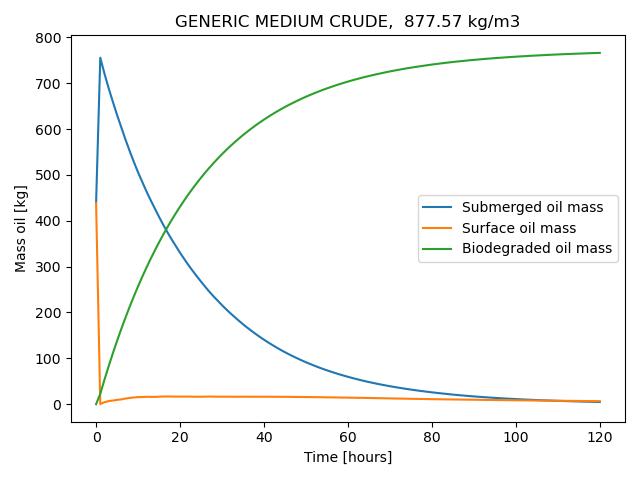 GENERIC MEDIUM CRUDE,  877.57 kg/m3
800
700
600
500
400
300
200
100
0
Mass oil [kg]
Submerged oil mass
Surface oil mass
Biodegraded oil mass
0 20 40 60 80 100 120
Time [hours]